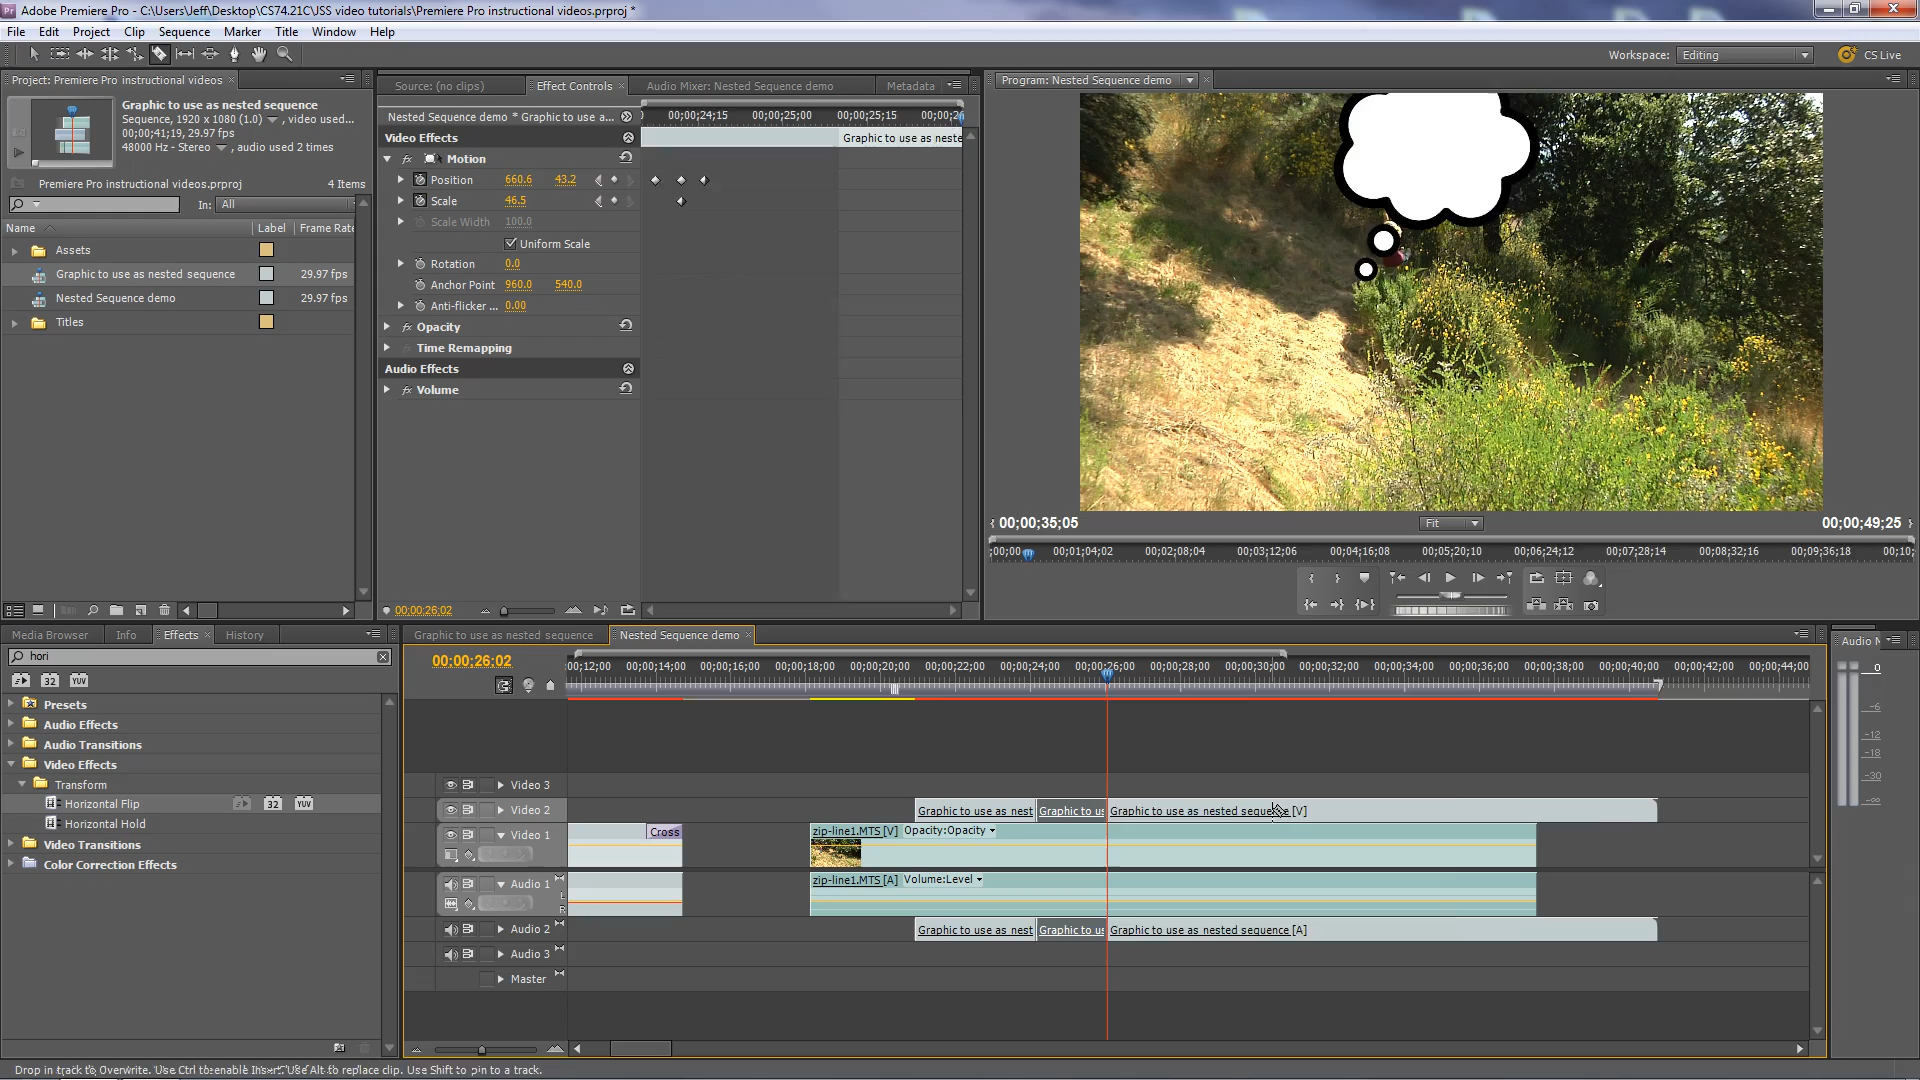 Adobe Premiere Pro - C:\Users\Jeff\Desktop\CS74.21C\JSS video tutorials\Premiere Pro instructional videos.prproj *
File Edit Project Clip Sequence Marker Title Window Help
Workspace: Editing CS Live
Project: Premiere Pro instructional videos
Graphic to use as nested sequence
Sequence, 1920 x 1080 (1.0) , video used...
00;00;41;19, 29.97 fps
48000 Hz - Stereo , audio used 2 times
Premiere Pro instructional videos.prproj 4 Items
In: All
Name Label Frame Rate
Assets
Graphic to use as nested sequence 29.97 fps
Nested Sequence demo 29.97 fps
Titles
Source: (no clips) Effect Controls Audio Mixer: Nested Sequence demo Metadata
Nested Sequence demo * Graphic to use a...
00;00;24;15 00;00;25;00 00;00;25;15
Video Effects Graphic to use as neste
fx Motion
Position 660.6 43.2
Scale 46.5
Scale Width 100.0
Uniform Scale
Rotation 0.0
Anchor Point 960.0 540.0
Anti-flicker ... 0.00
fx Opacity
Time Remapping
Audio Effects
fx Volume
00;00;26;02
Program: Nested Sequence demo
00;00;35;05 Fit 00;00;49;25
;00;00 00;01;04;02 00;02;08;04 00;03;12;06 00;04;16;08 00;05;20;10 00;06;24;12 00;07;28;14 00;08;32;16 00;09;36;18 00;10;
Media Browser Info Effects History
hori
32 YUV
Presets
Audio Effects
Audio Transitions
Video Effects
Transform
Horizontal Flip 32 YUV
Horizontal Hold
Video Transitions
Color Correction Effects
Graphic to use as nested sequence Nested Sequence demo
00;00;26;02
;00;12;00 00;00;14;00 00;00;16;00 00;00;18;00 00;00;20;00 00;00;22;00 00;00;24;00 00;00;26;00 00;00;28;00 00;00;30;00 00;00;32;00 00;00;34;00 00;00;36;00 00;00;38;00 00;00;40;00 00;00;42;00 00;00;44;00
Video 3
Video 2 Graphic to use as nest Graphic to us Graphic to use as nested sequence [V]
Video 1 Cross zip-line1.MTS [V] Opacity:Opacity
Audio 1 L R zip-line1.MTS [A] Volume:Level
Audio 2 Graphic to use as nest Graphic to us Graphic to use as nested sequence [A]
Audio 3
Master
Audio M
0
-6
-12
-18
-30
Drop in track to Overwrite. Use Ctrl to enable Insert. Use Alt to replace clip. Use Shift to pin to a track.